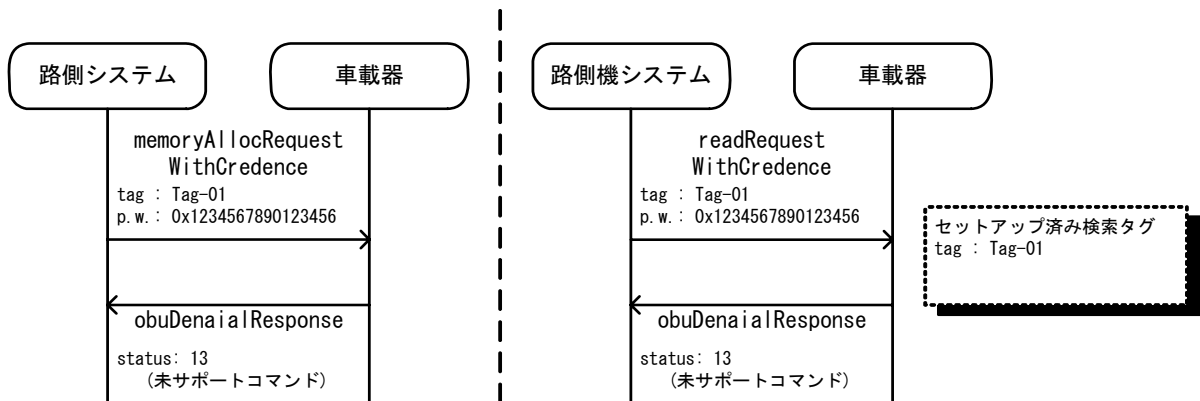 路側システム
車載器
memoryAllocRequest
WithCredence
tag : Tag-01
p.w.: 0x1234567890123456
obuDenaialResponse
status: 13
(未サポートコマンド)
路側機システム
車載器
readRequest
WithCredence
tag : Tag-01
p.w.: 0x1234567890123456
obuDenaialResponse
status: 13
(未サポートコマンド)
セットアップ済み検索タグ
tag : Tag-01